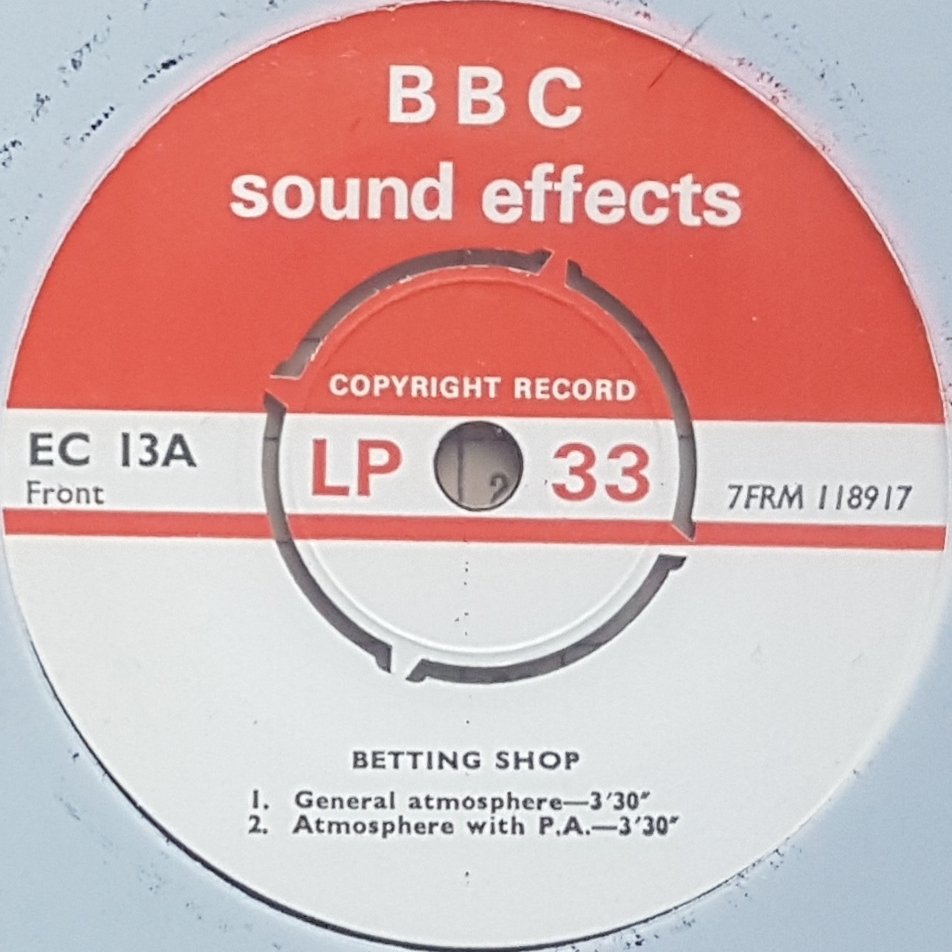 BBC
sound effects
COPYRIGHT RECORD
EC 13A
LP 33
Front
7FRM 118917
BETTING SHOP
1. General atmosphere—3'30"
2. Atmosphere with P.A.—3'30"